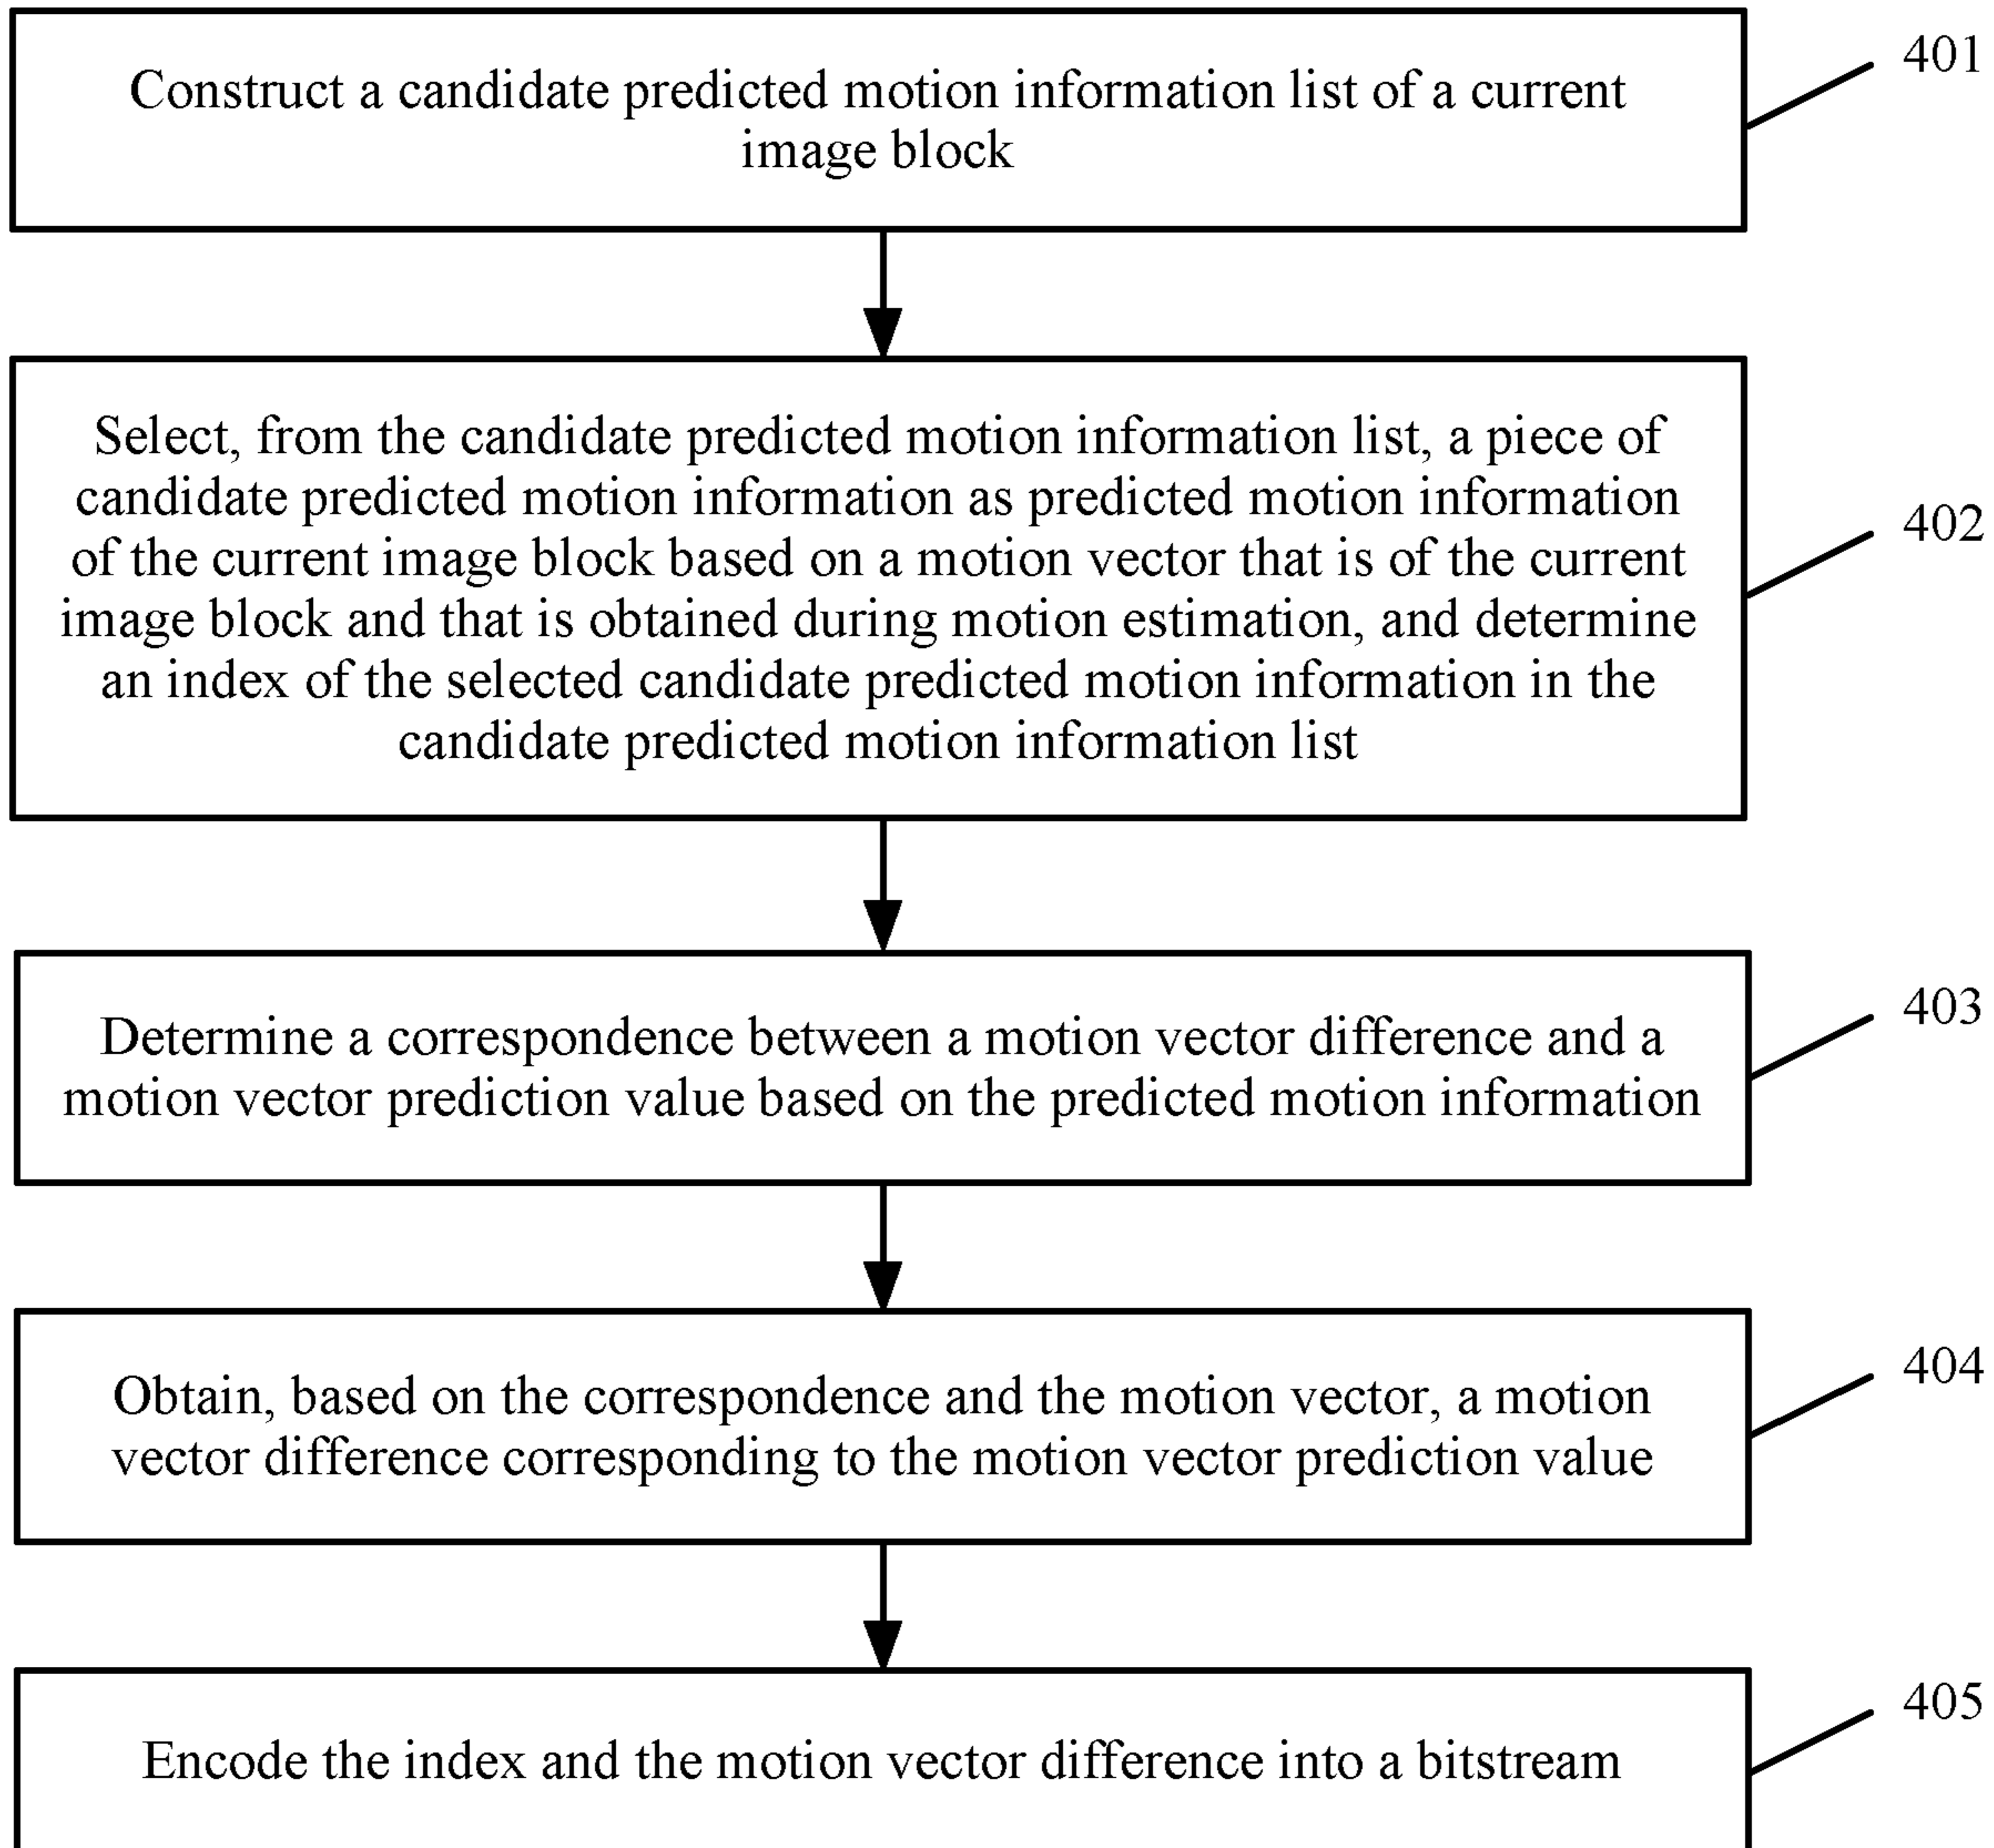 Construct a candidate predicted motion information list of a current
image block
401
Select, from the candidate predicted motion information list, a piece of
candidate predicted motion information as predicted motion information
of the current image block based on a motion vector that is of the current
image block and that is obtained during motion estimation, and determine
an index of the selected candidate predicted motion information in the
candidate predicted motion information list
402
Determine a correspondence between a motion vector difference and a
motion vector prediction value based on the predicted motion information
403
Obtain, based on the correspondence and the motion vector, a motion
vector difference corresponding to the motion vector prediction value
404
Encode the index and the motion vector difference into a bitstream
405